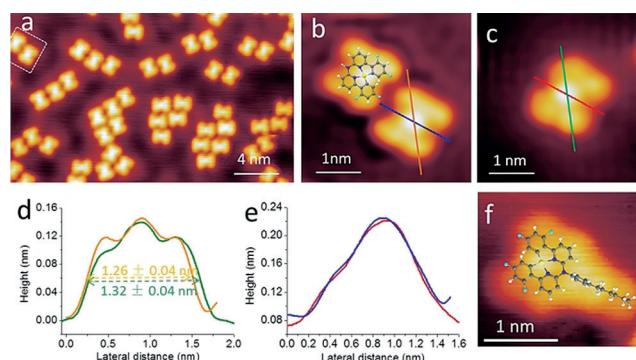 a
4 nm
b
1nm
c
1 nm
d
0.16
0.12
0.08
0.04
0.00
Height (nm)
1.26 ± 0.04 nm
1.32 ± 0.04 nm
0.0 0.5 1.0 1.5 2.0
Lateral distance (nm)
e
0.24
0.20
0.16
0.12
0.08
Height (nm)
0.0 0.2 0.4 0.6 0.8 1.0 1.2 1.4 1.6
Lateral distance (nm)
f
1 nm